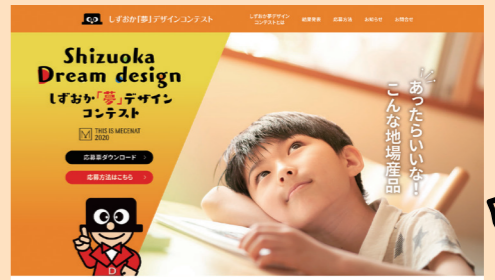 しずおか「夢」デザインコンテスト
しずおか夢デザイン
コンテストとは
応募方法
お知らせ
お問合せ
Shizuoka
Dream design
しずおか「夢」デザイン
コンテスト
M THIS IS MECENAT
2020
応募票ダウンロード
応募方法はこちら
あったらいいな!
こんな地場産品
D